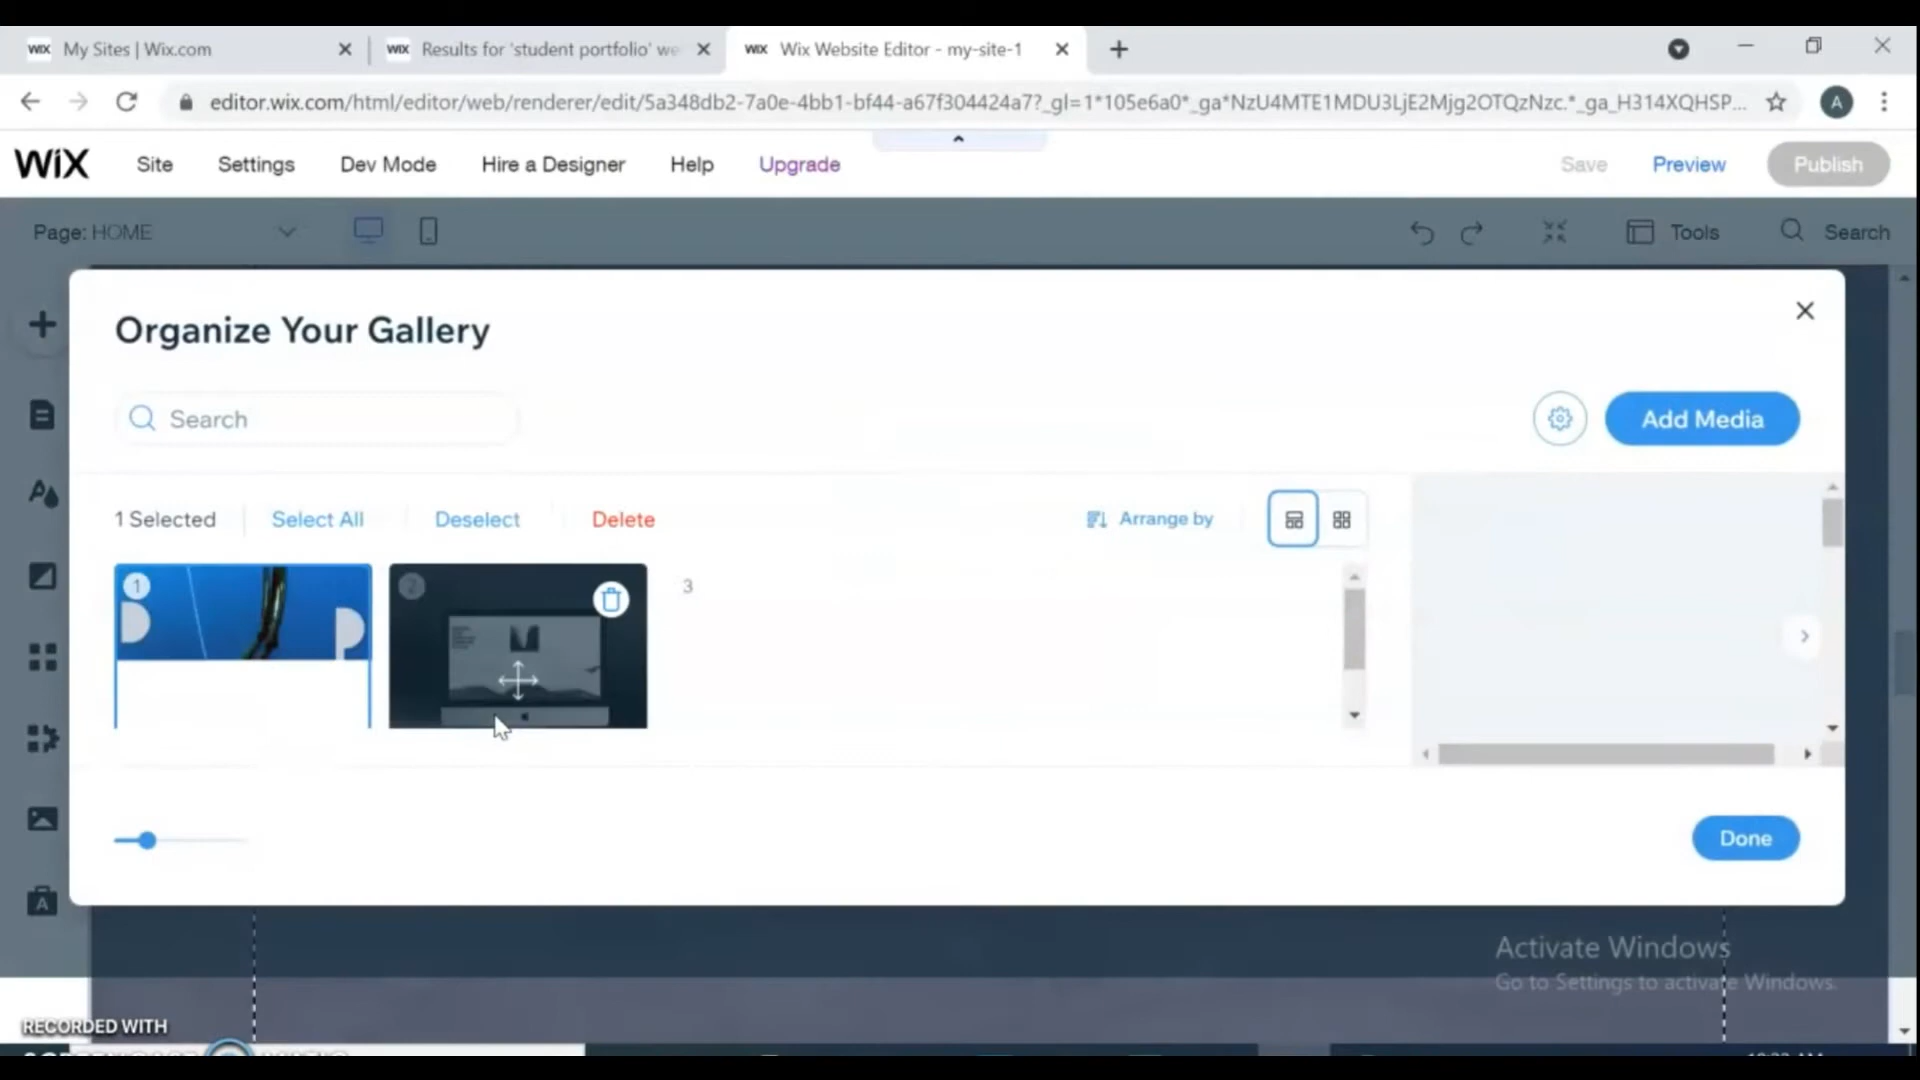 WIX My Sites | Wix.com
WIX Results for 'student portfolio' we
WIX Wix Website Editor - my-site-1
editor.wix.com/html/editor/web/renderer/edit/5a348db2-7a0e-4bb1-bf44-a67f304424a7?_gl=1*105e6a0*_ga*NzU4MTE1MDU3LjE2Mjg2OTQzNzc.*_ga_H314XQHSP...
A
WiX Site Settings Dev Mode Hire a Designer Help Upgrade Save Preview Publish
Page: HOME Tools Search
Organize Your Gallery
Search
Add Media
1 Selected Select All Deselect Delete Arrange by
1 2 3
Done
A
Activate Windows
Go to Settings to activate Windows.
RECORDED WITH